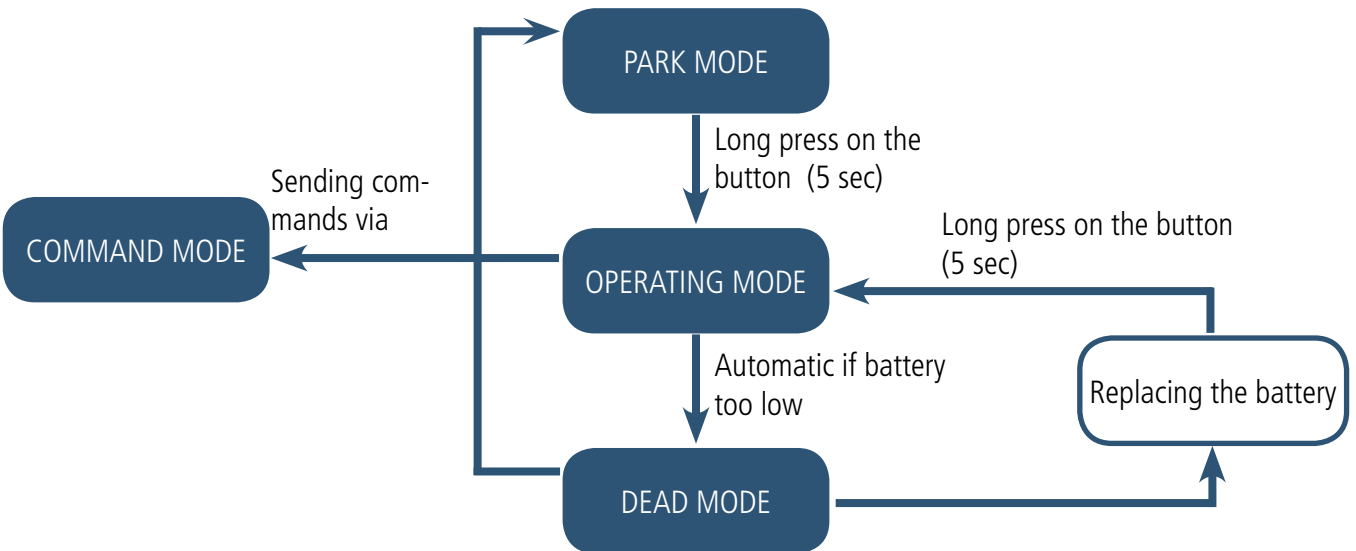 PARK MODE
Long press on the
button (5 sec)
Sending com-
mands via
COMMAND MODE
OPERATING MODE
Long press on the button
(5 sec)
Automatic if battery
too low
Replacing the battery
DEAD MODE